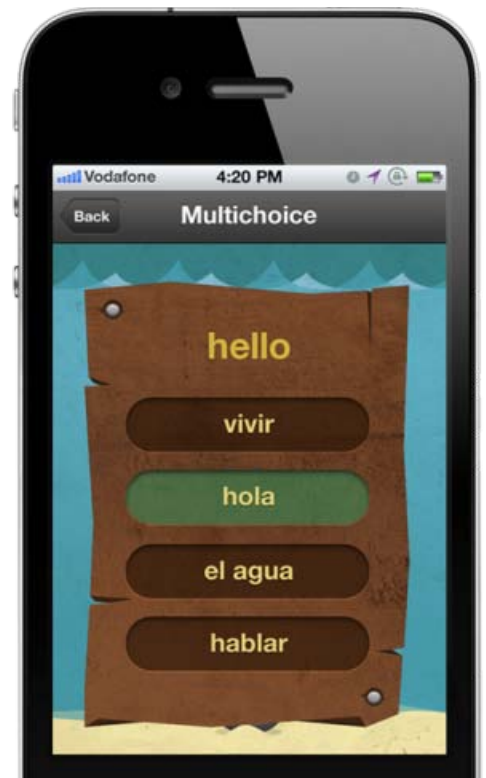 Vodafone 4:20 PM
Back Multichoice
hello
vivir
hola
el agua
hablar